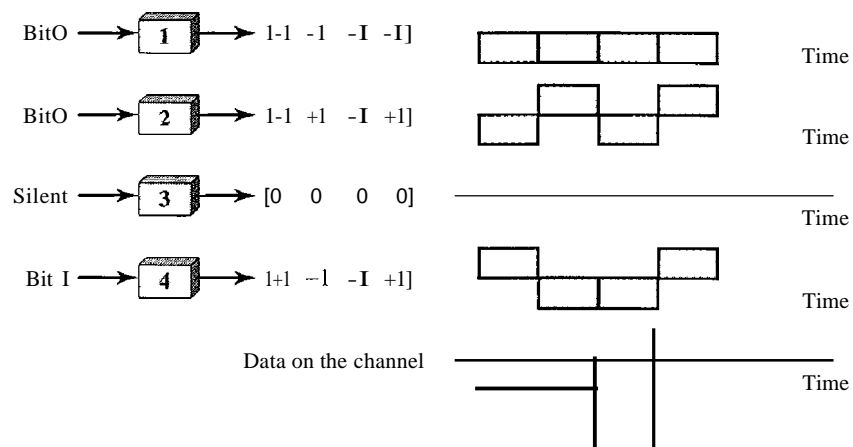 BitO 1 1-1 -1 -I -I] Time
BitO 2 1-1 +1 -I +1] Time
Silent 3 [0 0 0 0] Time
Bit I 4 1+1 -1 -I +1] Time
Data on the channel Time